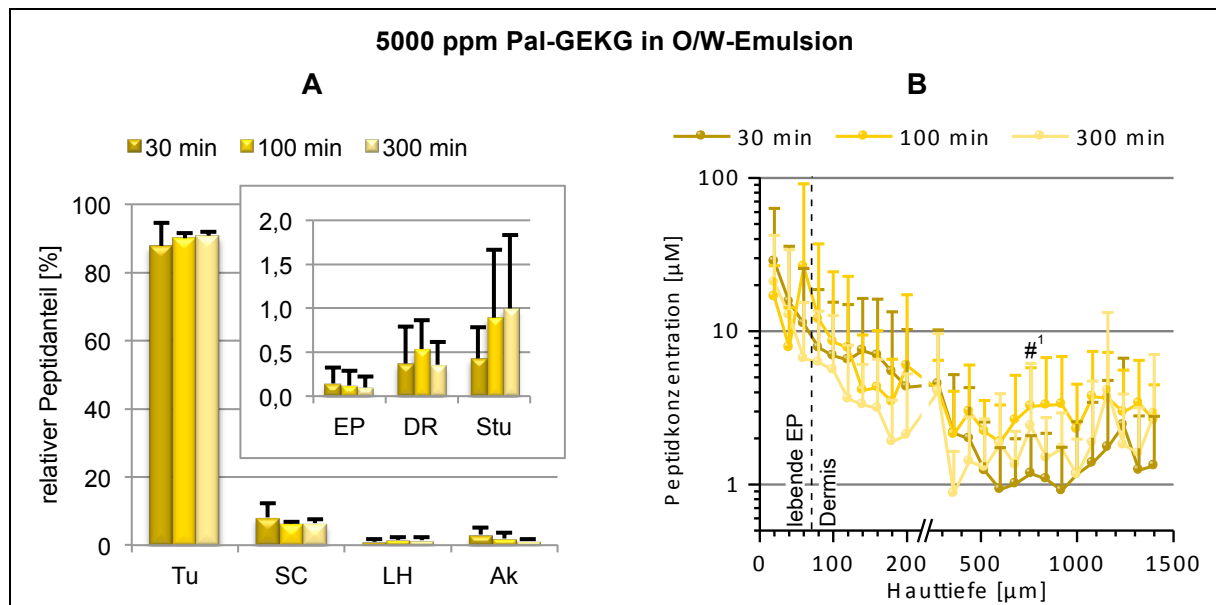 5000 ppm Pal-GEKG in O/W-Emulsion
A
30 min 100 min 300 min
relativer Peptidanteil [%]
100
80
60
40
20
0
Tu SC LH Ak
2,0
1,5
1,0
0,5
0,0
EP DR Stu
B
30 min 100 min 300 min
Peptidkonzentration [µM]
100
10
1
#1
lebende EP
Dermis
0 100 200 500 1000 1500
Hauttiefe [µm]